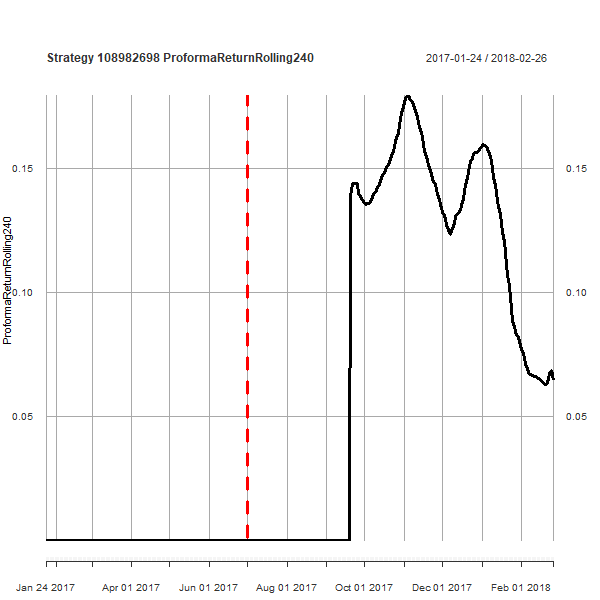 Strategy 108982698 ProformaReturnRolling240
2017-01-24 / 2018-02-26
ProformaReturnRolling240
0.15
0.15
0.10
0.10
0.05
0.05
Jan 24 2017
Apr 01 2017
Jun 01 2017
Aug 01 2017
Oct 01 2017
Dec 01 2017
Feb 01 2018